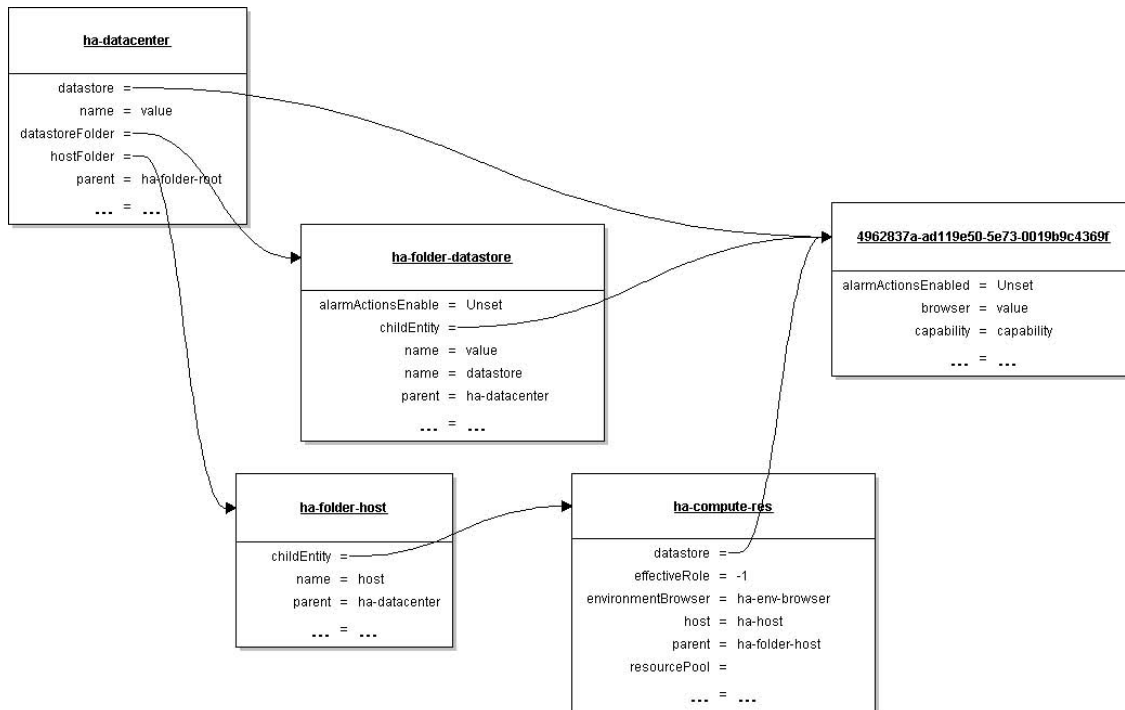 ha-datacenter
datastore =
name = value
datastoreFolder =
hostFolder =
parent = ha-folder-root
... = ...
ha-folder-datastore
alarmActionsEnable = Unset
childEntity =
name = value
name = datastore
parent = ha-datacenter
... = ...
4962837a-ad119e50-5e73-0019b9c4369f
alarmActionsEnabled = Unset
browser = value
capability = capability
... = ...
ha-folder-host
childEntity =
name = host
parent = ha-datacenter
... = ...
ha-compute-res
datastore =
effectiveRole = -1
environmentBrowser = ha-env-browser
host = ha-host
parent = ha-folder-host
resourcePool =
... = ...